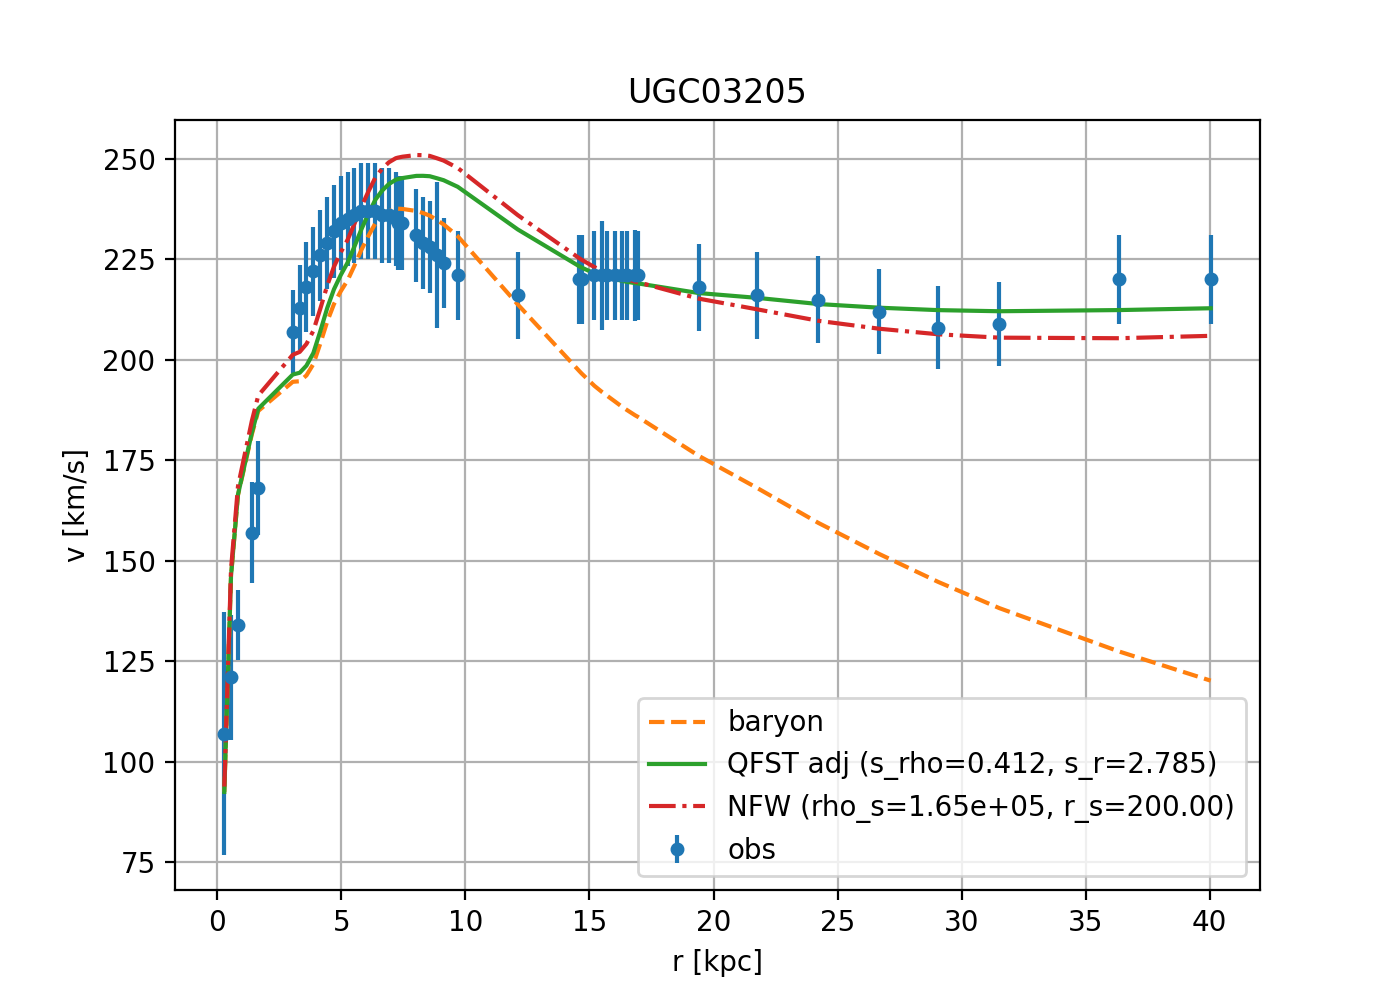 UGC03205
v [km/s]
250
225
200
175
150
125
100
75
baryon
QFST adj (s_rho=0.412, s_r=2.785)
NFW (rho_s=1.65e+05, r_s=200.00)
obs
0 5 10 15 20 25 30 35 40
r [kpc]